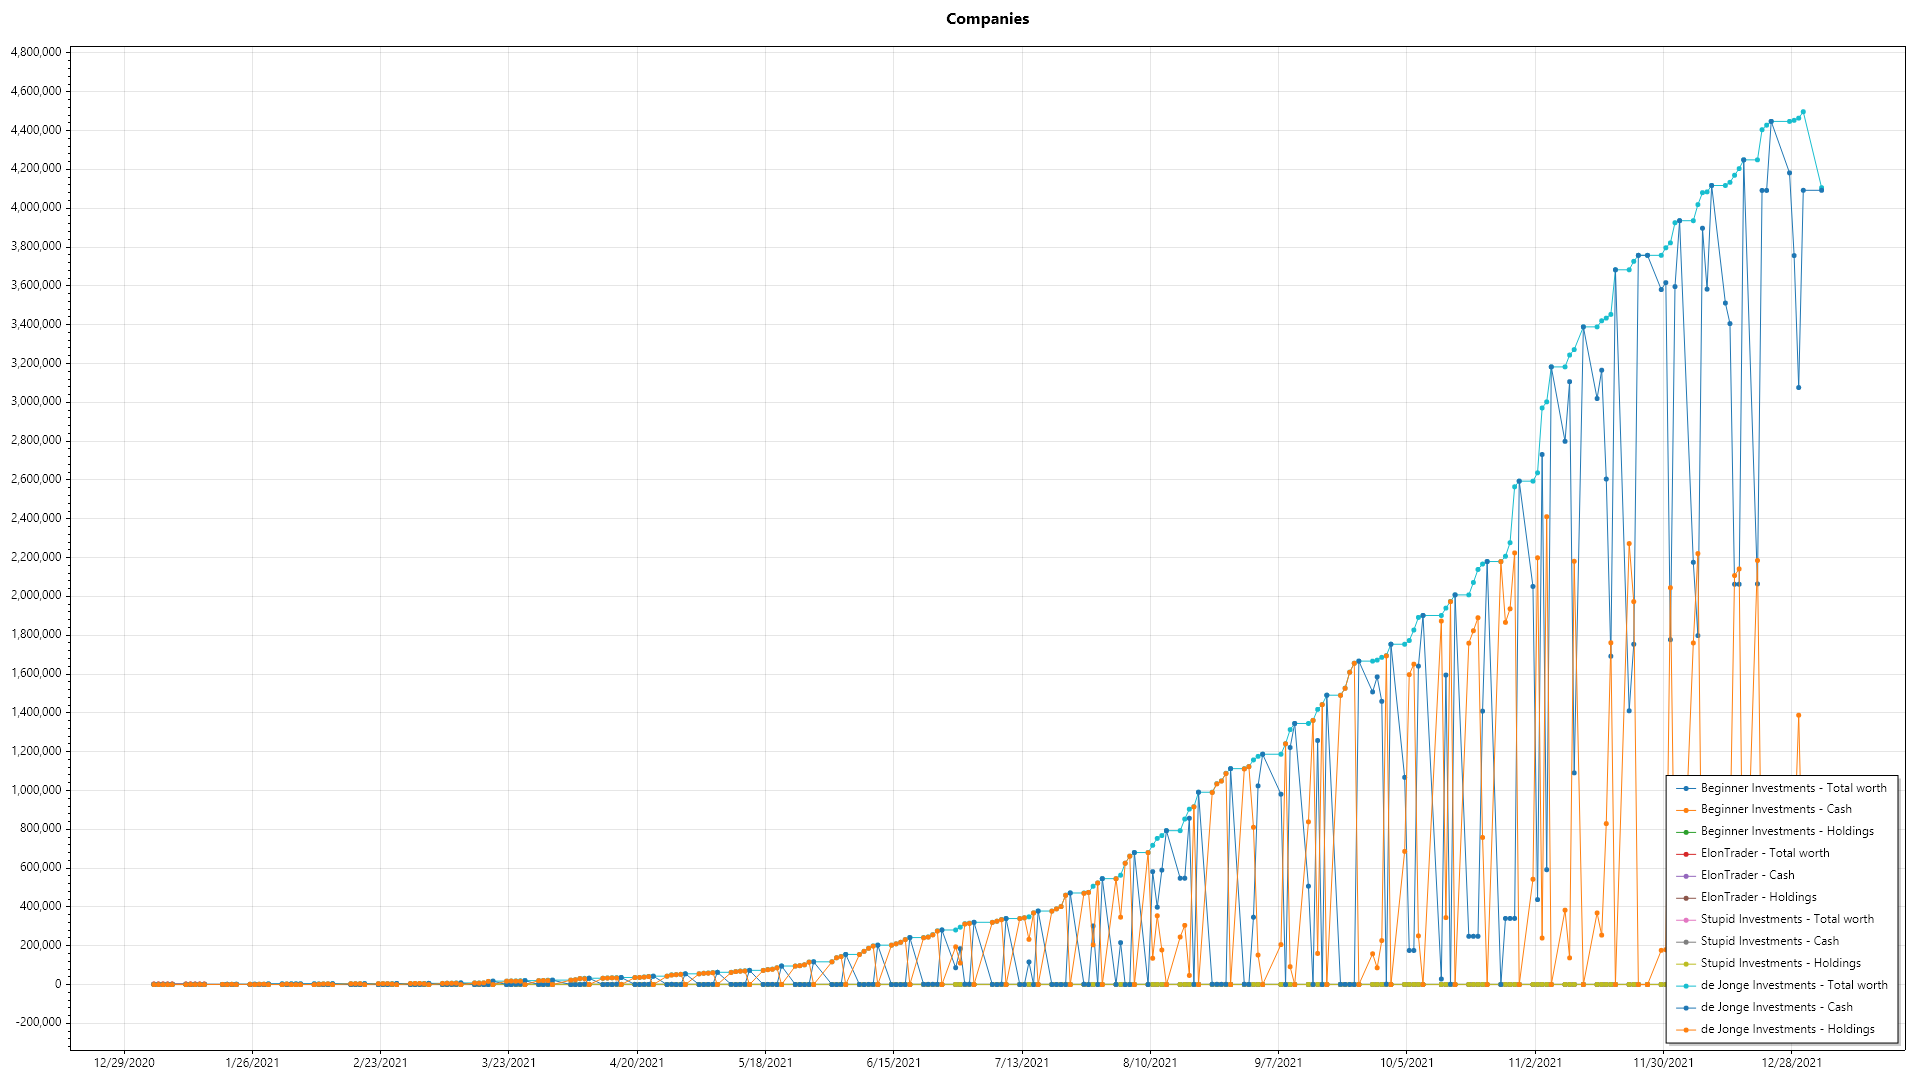 Companies
4,800,000
4,600,000
4,400,000
4,200,000
4,000,000
3,800,000
3,600,000
3,400,000
3,200,000
3,000,000
2,800,000
2,600,000
2,400,000
2,200,000
2,000,000
1,800,000
1,600,000
1,400,000
1,200,000
1,000,000
800,000
600,000
400,000
200,000
0
-200,000
12/29/2020 1/26/2021 2/23/2021 3/23/2021 4/20/2021 5/18/2021 6/15/2021 7/13/2021 8/10/2021 9/7/2021 10/5/2021 11/2/2021 11/30/2021 12/28/2021
Beginner Investments - Total worth
Beginner Investments - Cash
Beginner Investments - Holdings
ElonTrader - Total worth
ElonTrader - Cash
ElonTrader - Holdings
Stupid Investments - Total worth
Stupid Investments - Cash
Stupid Investments - Holdings
de Jonge Investments - Total worth
de Jonge Investments - Cash
de Jonge Investments - Holdings